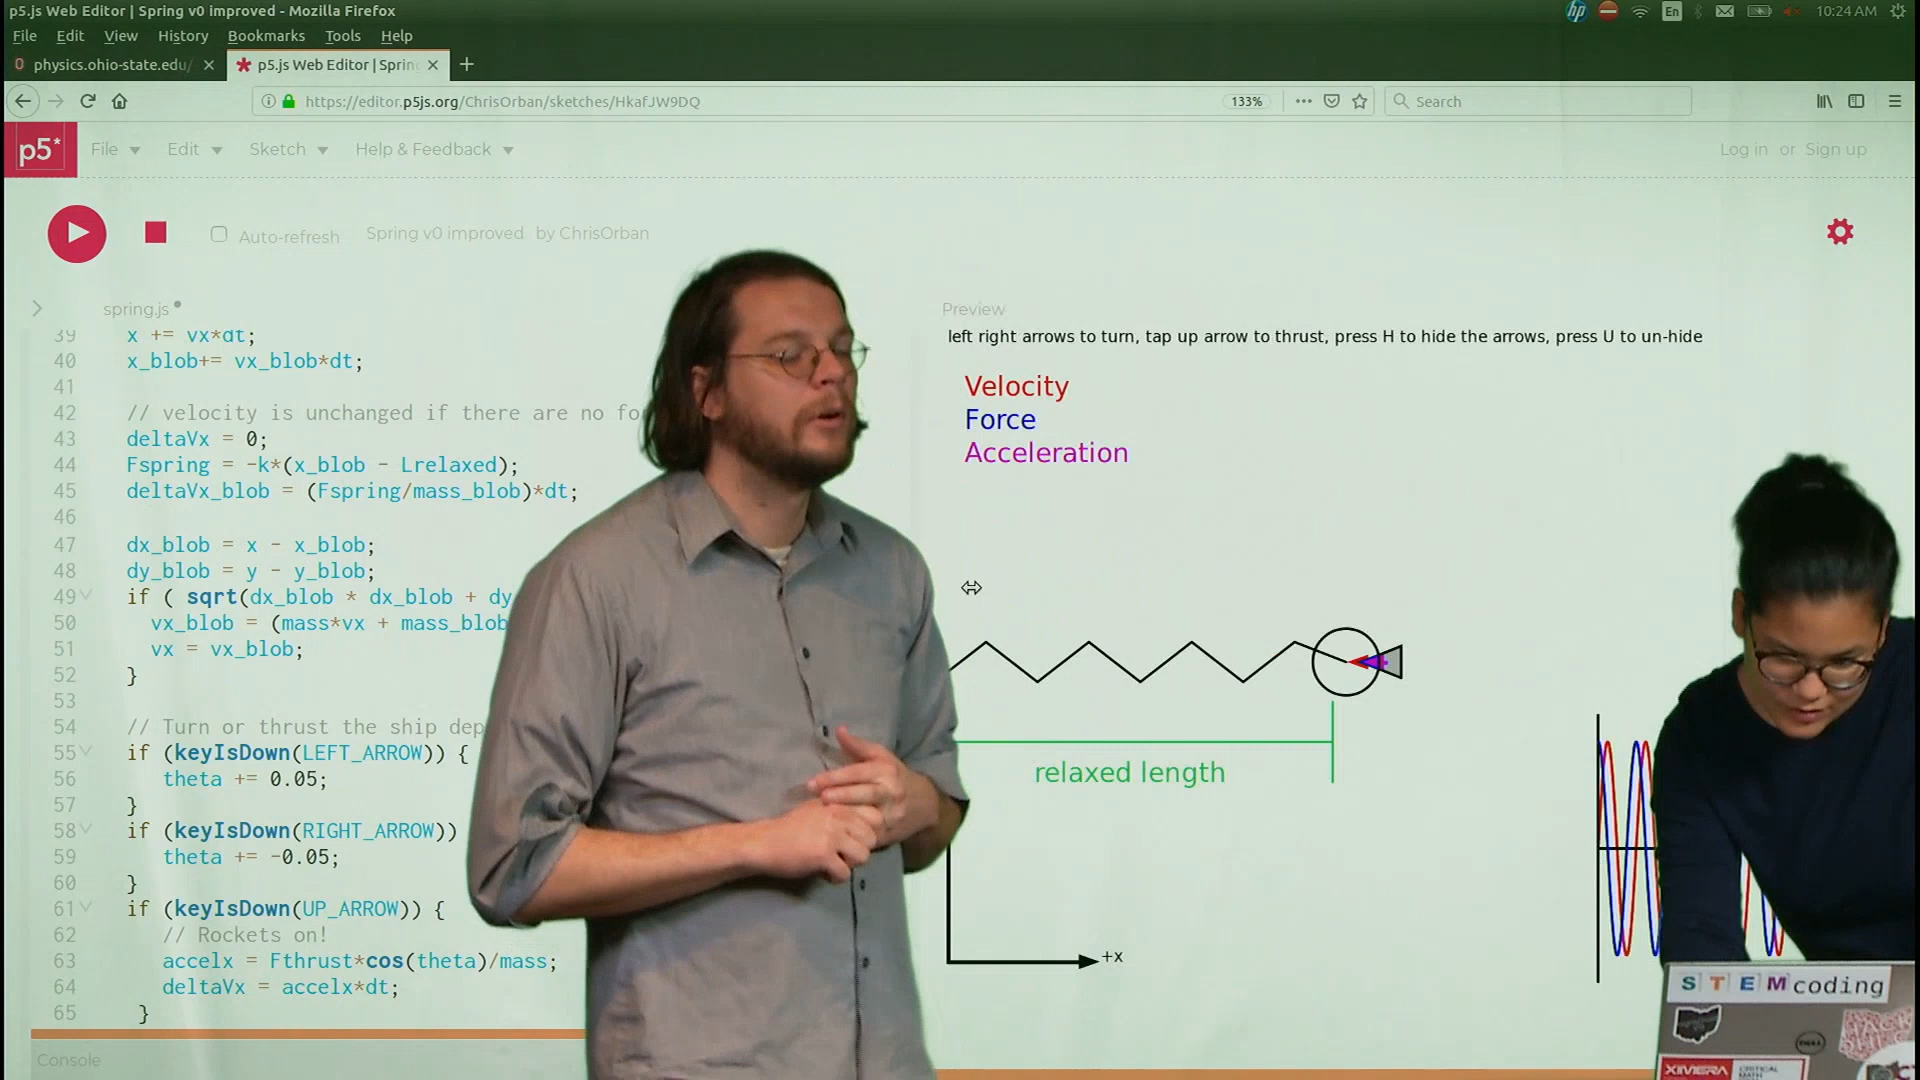 p5.js Web Editor | Spring v0 improved - Mozilla Firefox
En
10:24 AM
File Edit View History Bookmarks Tools Help
physics.ohio-state.edu/
p5.js Web Editor | Sprin
https://editor.p5js.org/ChrisOrban/sketches/HkafJW9DQ
133%
Search
p5*
File Edit Sketch Help & Feedback
Log in or Sign up
Auto-refresh
Spring v0 improved by ChrisOrban
spring.js
39 x += vx*dt;
40 x_blob+= vx_blob*dt;
41
42 // velocity is unchanged if there are no fo
43 deltaVx = 0;
44 Fspring = -k*(x_blob - Lrelaxed);
45 deltaVx_blob = (Fspring/mass_blob)*dt;
46
47 dx_blob = x - x_blob;
48 dy_blob = y - y_blob;
49 if ( sqrt(dx_blob * dx_blob + dy
50 vx_blob = (mass*vx + mass_blob
51 vx = vx_blob;
52 }
53
54 // Turn or thrust the ship dep
55 if (keyIsDown(LEFT_ARROW)) {
56 theta += 0.05;
57 }
58 if (keyIsDown(RIGHT_ARROW))
59 theta += -0.05;
60 }
61 if (keyIsDown(UP_ARROW)) {
62 // Rockets on!
63 accelx = Fthrust*cos(theta)/mass;
64 deltaVx = accelx*dt;
65 }
Console
Preview
left right arrows to turn, tap up arrow to thrust, press H to hide the arrows, press U to un-hide
Velocity
Force
Acceleration
relaxed length
+x
STEMcoding
DELL
XIMERA
CRITICAL
MATH